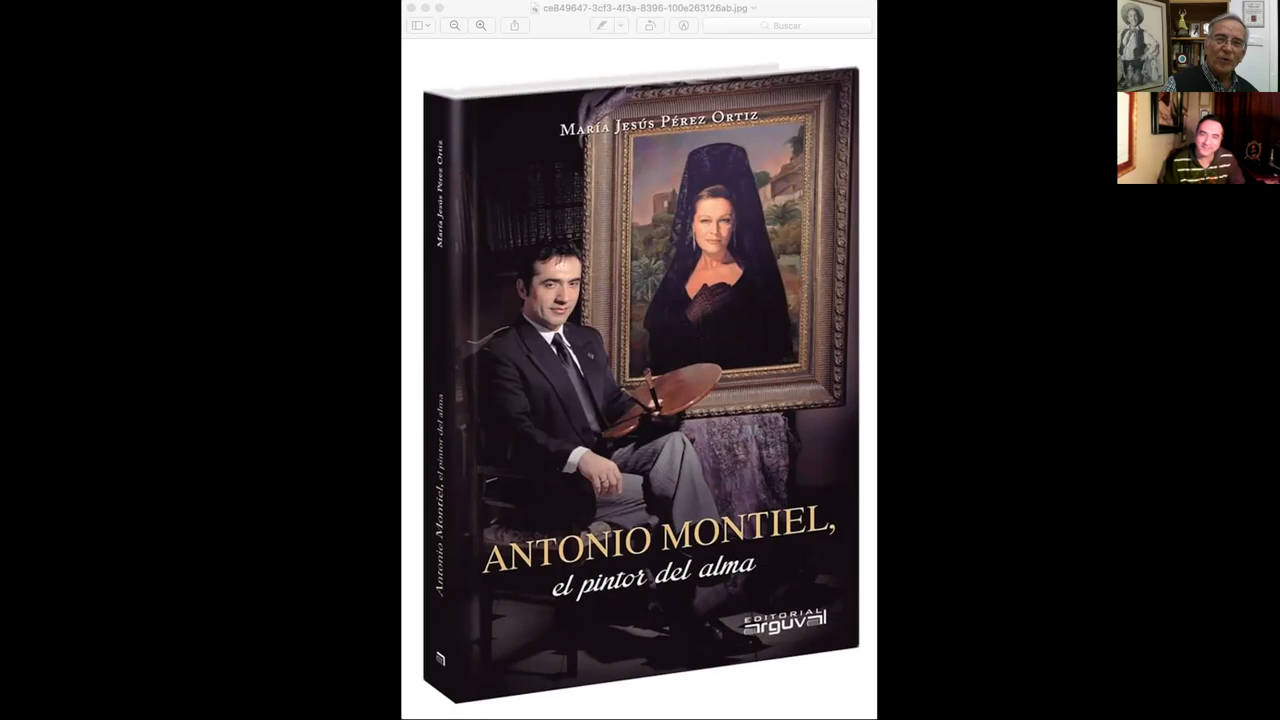 ce849647-3cf3-4f3a-8396-100e263126ab.jpg
Buscar
María Jesús Pérez Ortiz
María Jesús Pérez Ortiz
Antonio Montiel, el pintor del alma
ANTONIO MONTIEL,
el pintor del alma
EDITORIAL
arguval